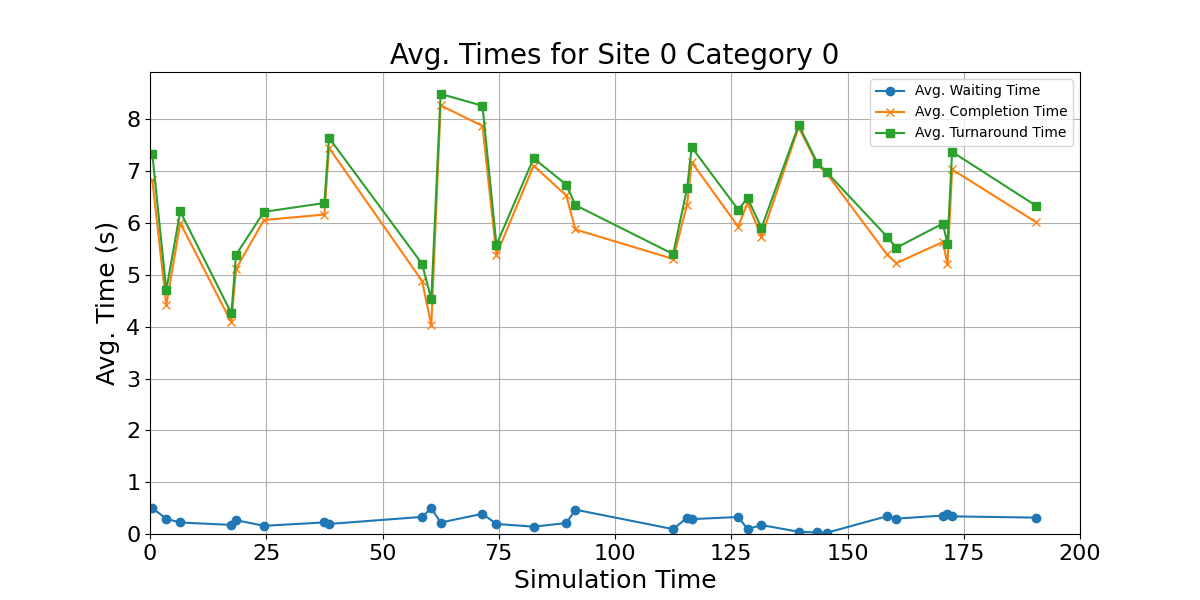 Avg. Times for Site 0 Category 0
Avg. Waiting Time
Avg. Completion Time
Avg. Turnaround Time
8
7
6
5
4
3
2
1
0
Avg. Time (s)
0 25 50 75 100 125 150 175 200
Simulation Time